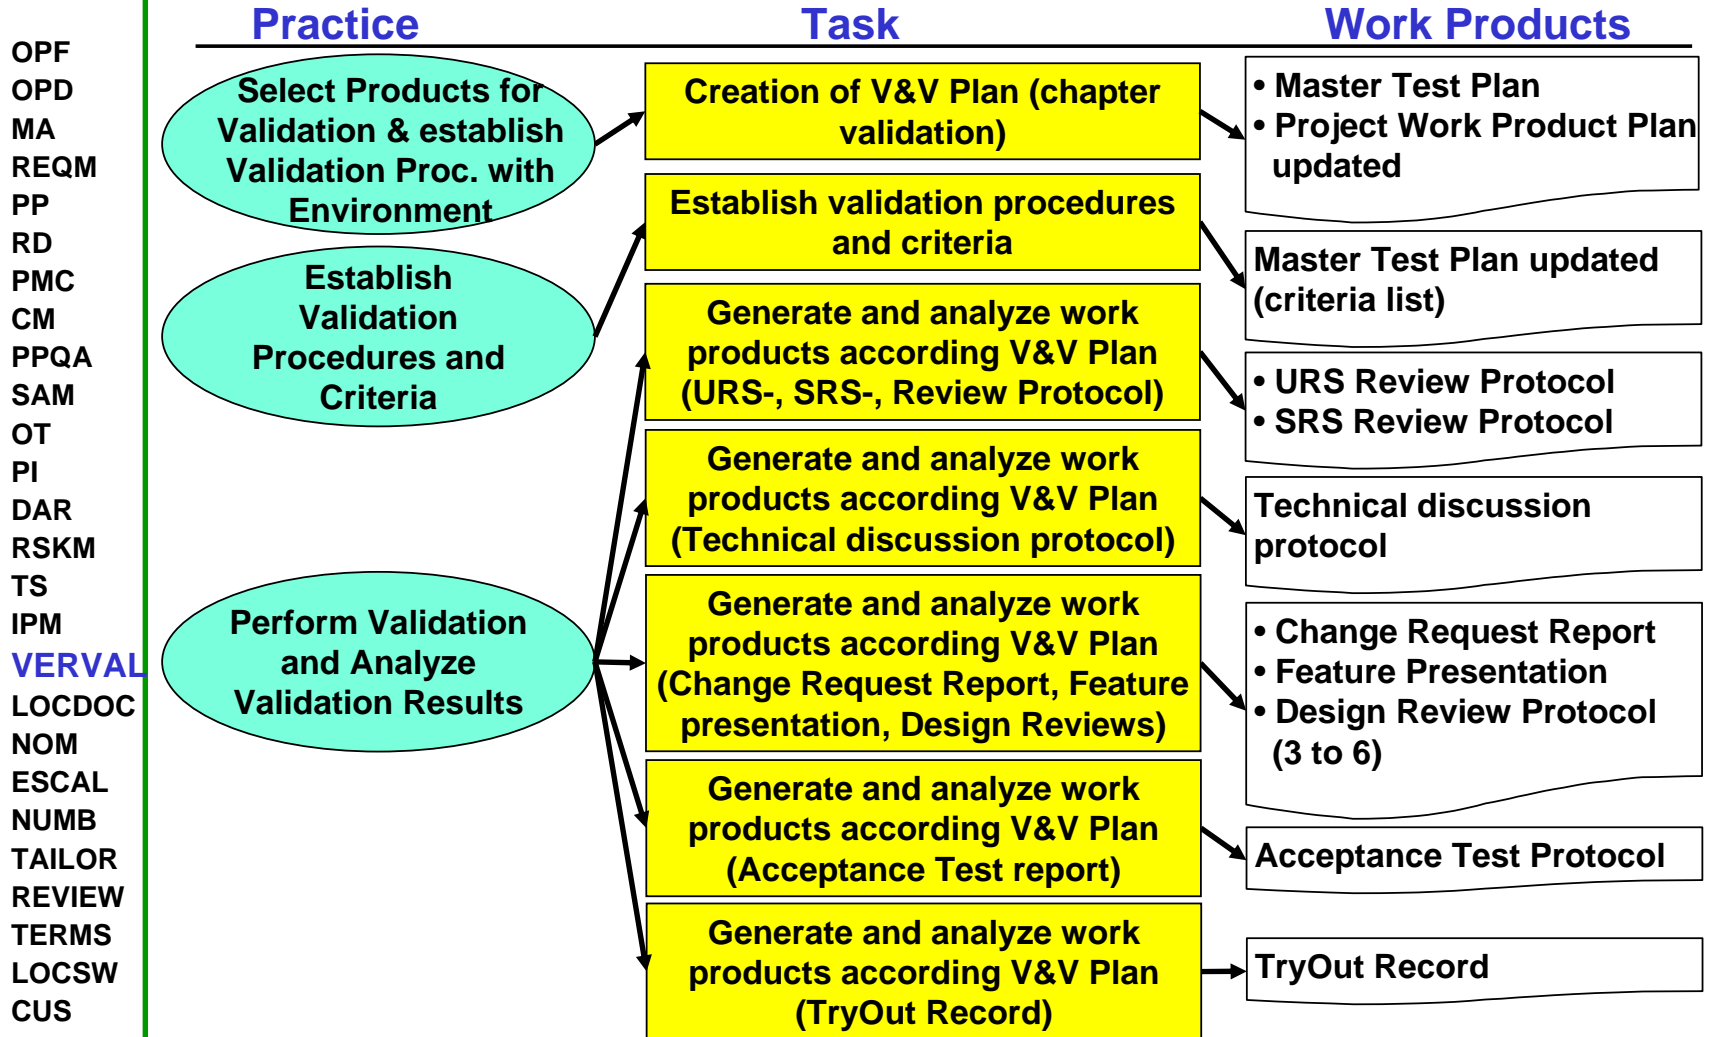 Practice
Task
Work Products
OPF
OPD
MA
REQM
PP
RD
PMC
CM
PPQA
SAM
OT
PI
DAR
RSKM
TS
IPM
VERVAL
LOCDOC
NOM
ESCAL
NUMB
TAILOR
REVIEW
TERMS
LOCSW
CUS
Select Products for
Validation & establish
Validation Proc. with
Environment
Establish
Validation
Procedures and
Criteria
Perform Validation
and Analyze
Validation Results
Creation of V&V Plan (chapter
validation)
Establish validation procedures
and criteria
Generate and analyze work
products according V&V Plan
(URS-, SRS-, Review Protocol)
Generate and analyze work
products according V&V Plan
(Technical discussion protocol)
Generate and analyze work
products according V&V Plan
(Change Request Report, Feature
presentation, Design Reviews)
Generate and analyze work
products according V&V Plan
(Acceptance Test report)
Generate and analyze work
products according V&V Plan
(TryOut Record)
• Master Test Plan
• Project Work Product Plan
updated
Master Test Plan updated
(criteria list)
• URS Review Protocol
• SRS Review Protocol
Technical discussion
protocol
• Change Request Report
• Feature Presentation
• Design Review Protocol
(3 to 6)
Acceptance Test Protocol
TryOut Record